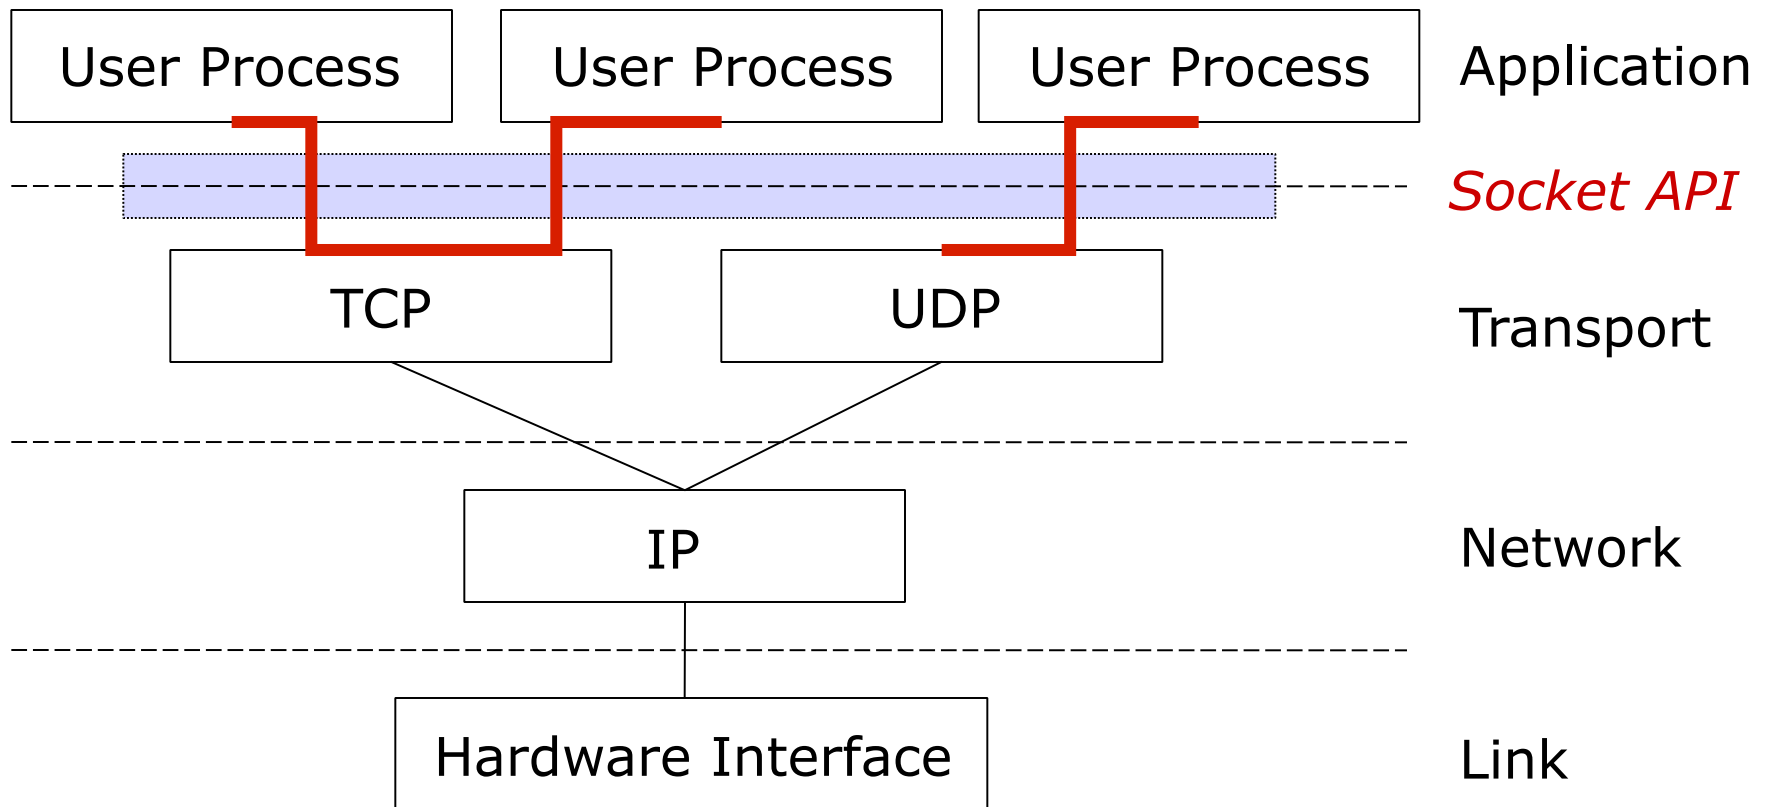 User Process
User Process
User Process
Application
Socket API
TCP
UDP
Transport
IP
Network
Hardware Interface
Link